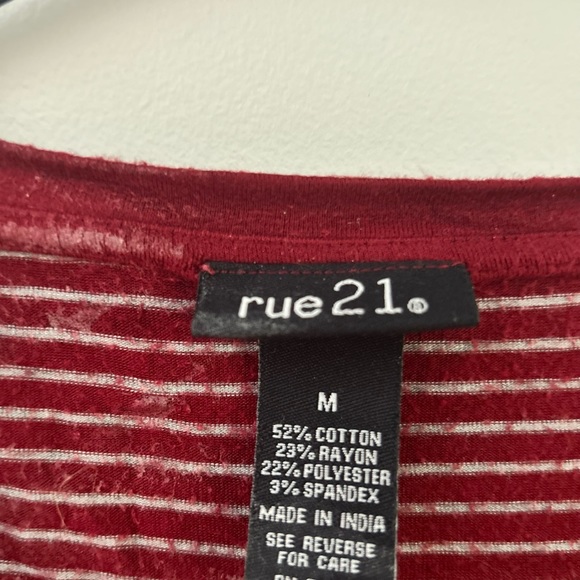 rue21®
M
52% COTTON
23% RAYON
22% POLYESTER
3% SPANDEX
MADE IN INDIA
SEE REVERSE
FOR CARE